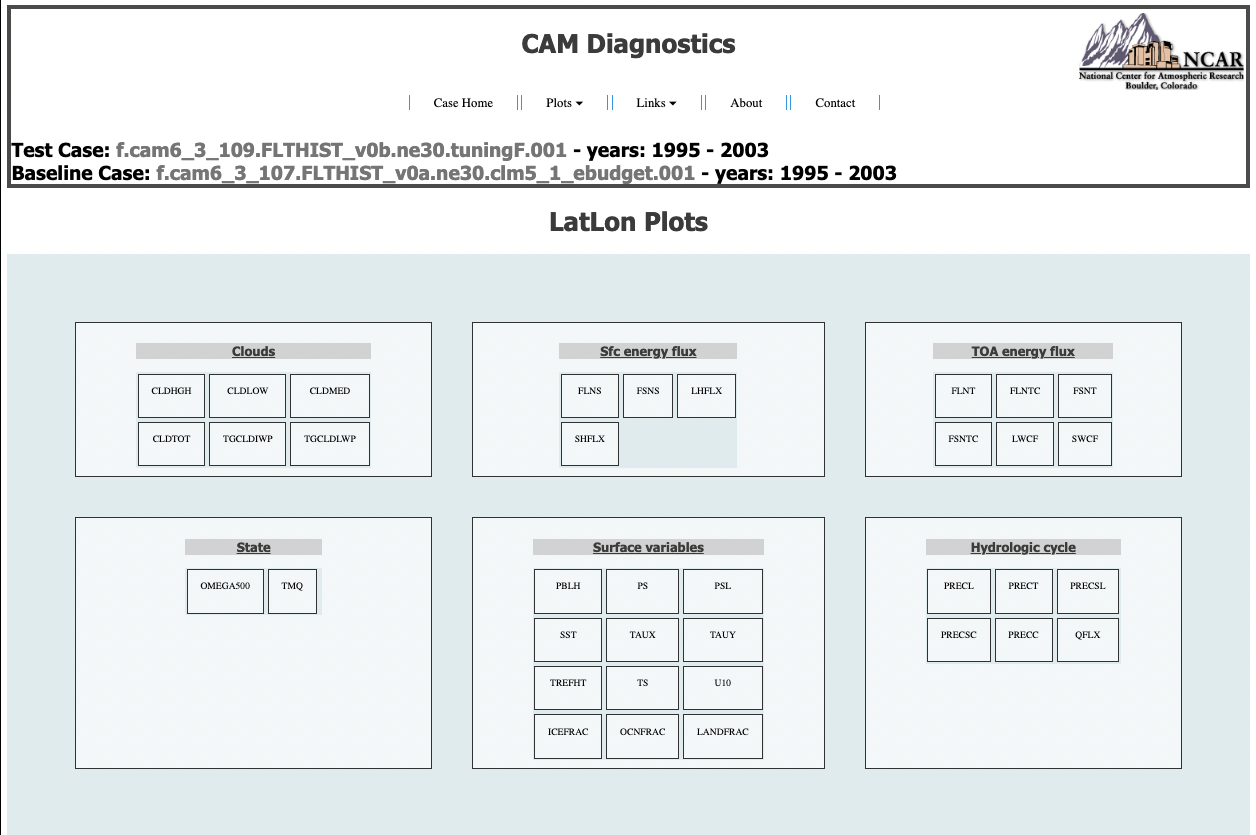 CAM Diagnostics
NCAR
National Center for Atmospheric Research
Boulder, Colorado
Case Home Plots Links About Contact
Test Case: f.cam6_3_109.FLTHIST_v0b.ne30.tuningF.001 - years: 1995 - 2003
Baseline Case: f.cam6_3_107.FLTHIST_v0a.ne30.clm5_1_ebudget.001 - years: 1995 - 2003
LatLon Plots
Clouds
CLDHGH CLDLOW CLDMED
CLDTOT TGCLDIWP TGCLDLWP
Sfc energy flux
FLNS FSNS LHFLX
SHFLX
TOA energy flux
FLNT FLNTC FSNT
FSNTC LWCF SWCF
State
OMEGA500 TMQ
Surface variables
PBLH PS PSL
SST TAUX TAUY
TREFHT TS U10
ICEFRAC OCNFRAC LANDFRAC
Hydrologic cycle
PRECL PRECT PRECSL
PRECSC PRECC QFLX